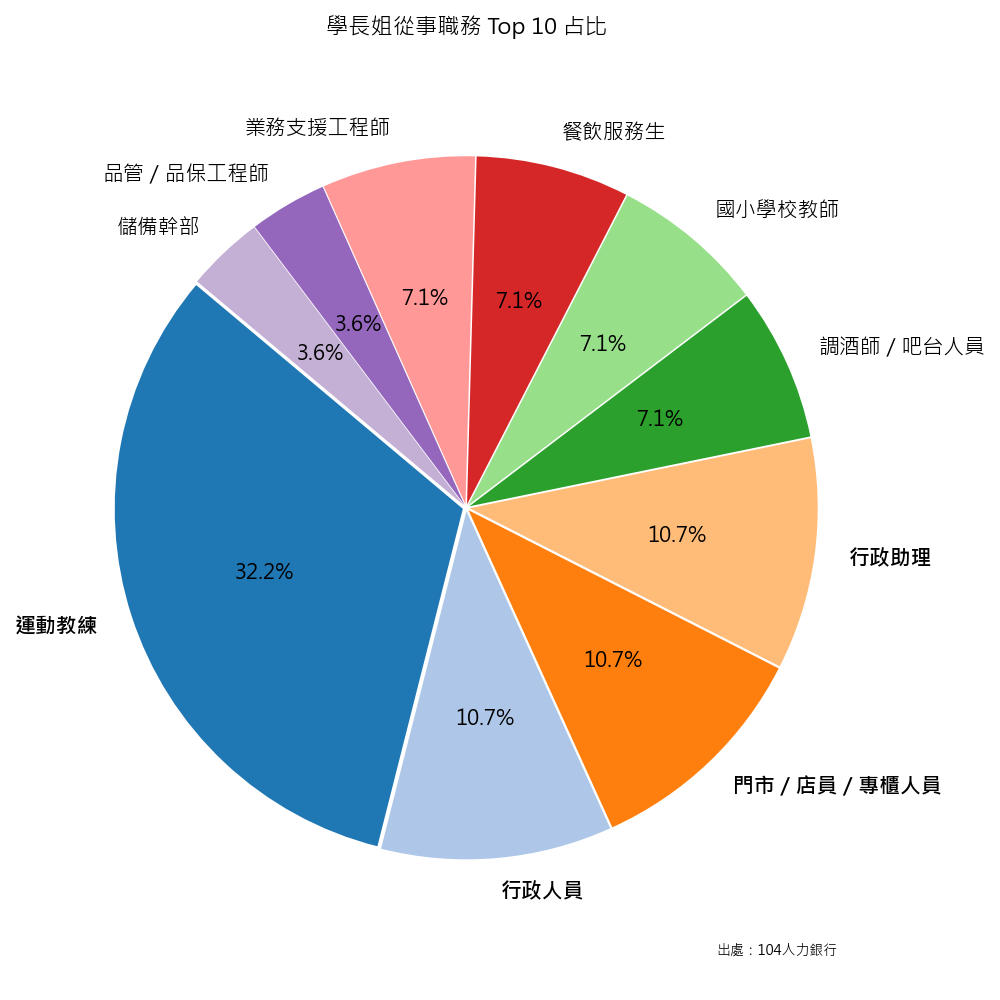 學長姐從事職務 Top 10 占比
業務支援工程師
餐飲服務生
品管 / 品保工程師
國小學校教師
儲備幹部
7.1%
7.1%
3.6%
7.1%
調酒師 / 吧台人員
3.6%
7.1%
10.7%
行政助理
32.2%
運動教練
10.7%
10.7%
門市 / 店員 / 專櫃人員
行政人員
出處：104人力銀行